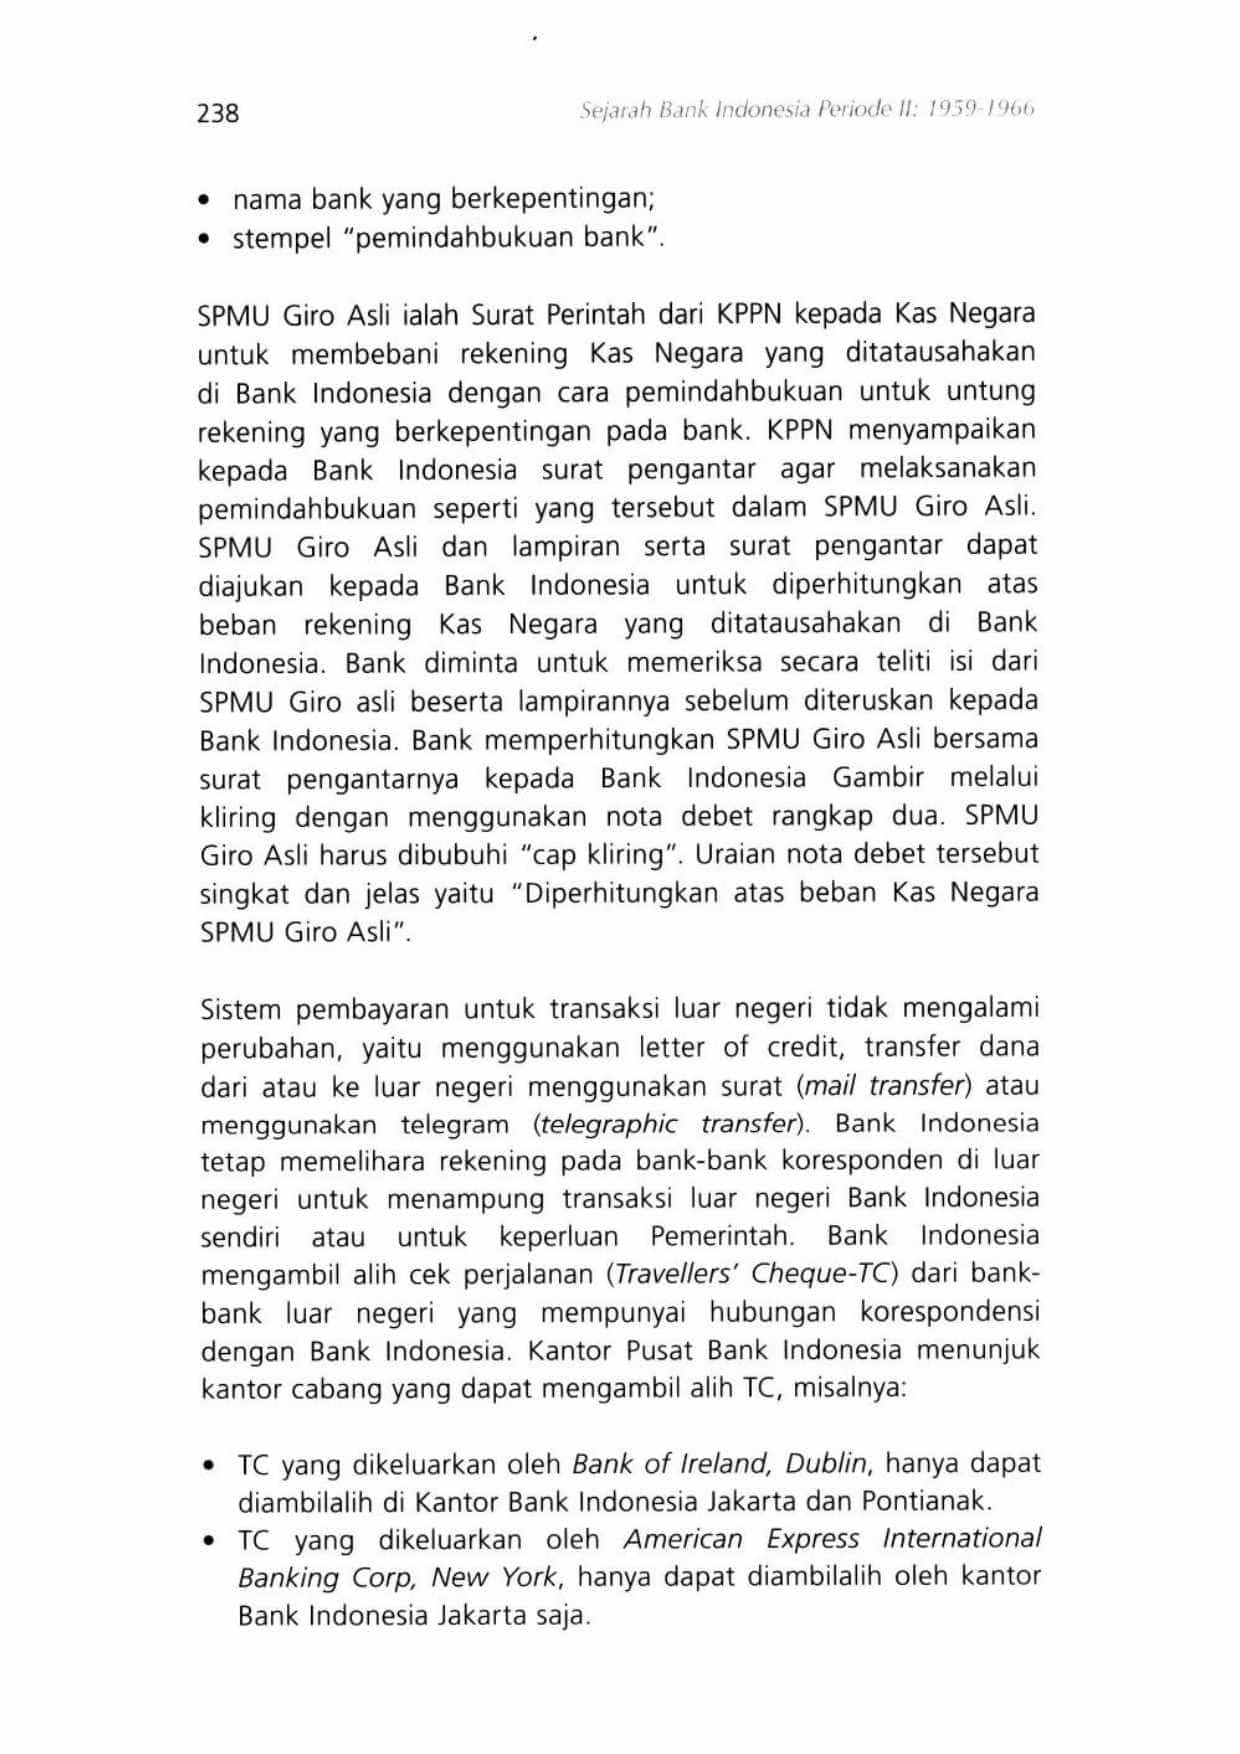 238
Sejarah Bank Indonesia Periode II: 1959-1966
• nama bank yang berkepentingan;
• stempel “pemindahbukuan bank”.
SPMU Giro Asli ialah Surat Perintah dari KPPN kepada Kas Negara
untuk membebani rekening Kas Negara yang ditatausahakan
di Bank Indonesia dengan cara pemindahbukuan untuk untung
rekening yang berkepentingan pada bank. KPPN menyampaikan
kepada Bank Indonesia surat pengantar agar melaksanakan
pemindahbukuan seperti yang tersebut dalam SPMU Giro Asli.
SPMU Giro Asli dan lampiran serta surat pengantar dapat
diajukan kepada Bank Indonesia untuk diperhitungkan atas
beban rekening Kas Negara yang ditatausahakan di Bank
Indonesia. Bank diminta untuk memeriksa secara teliti isi dari
SPMU Giro asli beserta lampirannya sebelum diteruskan kepada
Bank Indonesia. Bank memperhitungkan SPMU Giro Asli bersama
surat pengantarnya kepada Bank Indonesia Gambir melalui
kliring dengan menggunakan nota debet rangkap dua. SPMU
Giro Asli harus dibubuhi “cap kliring”. Uraian nota debet tersebut
singkat dan jelas yaitu “Diperhitungkan atas beban Kas Negara
SPMU Giro Asli”.
Sistem pembayaran untuk transaksi luar negeri tidak mengalami
perubahan, yaitu menggunakan letter of credit, transfer dana
dari atau ke luar negeri menggunakan surat (mail transfer) atau
menggunakan telegram (telegraphic transfer). Bank Indonesia
tetap memelihara rekening pada bank-bank koresponden di luar
negeri untuk menampung transaksi luar negeri Bank Indonesia
sendiri atau untuk keperluan Pemerintah. Bank Indonesia
mengambil alih cek perjalanan (Travellers’ Cheque-TC) dari bank-
bank luar negeri yang mempunyai hubungan korespondensi
dengan Bank Indonesia. Kantor Pusat Bank Indonesia menunjuk
kantor cabang yang dapat mengambil alih TC, misalnya:
• TC yang dikeluarkan oleh Bank of Ireland, Dublin, hanya dapat
diambilalih di Kantor Bank Indonesia Jakarta dan Pontianak.
• TC yang dikeluarkan oleh American Express International
Banking Corp, New York, hanya dapat diambilalih oleh kantor
Bank Indonesia Jakarta saja.